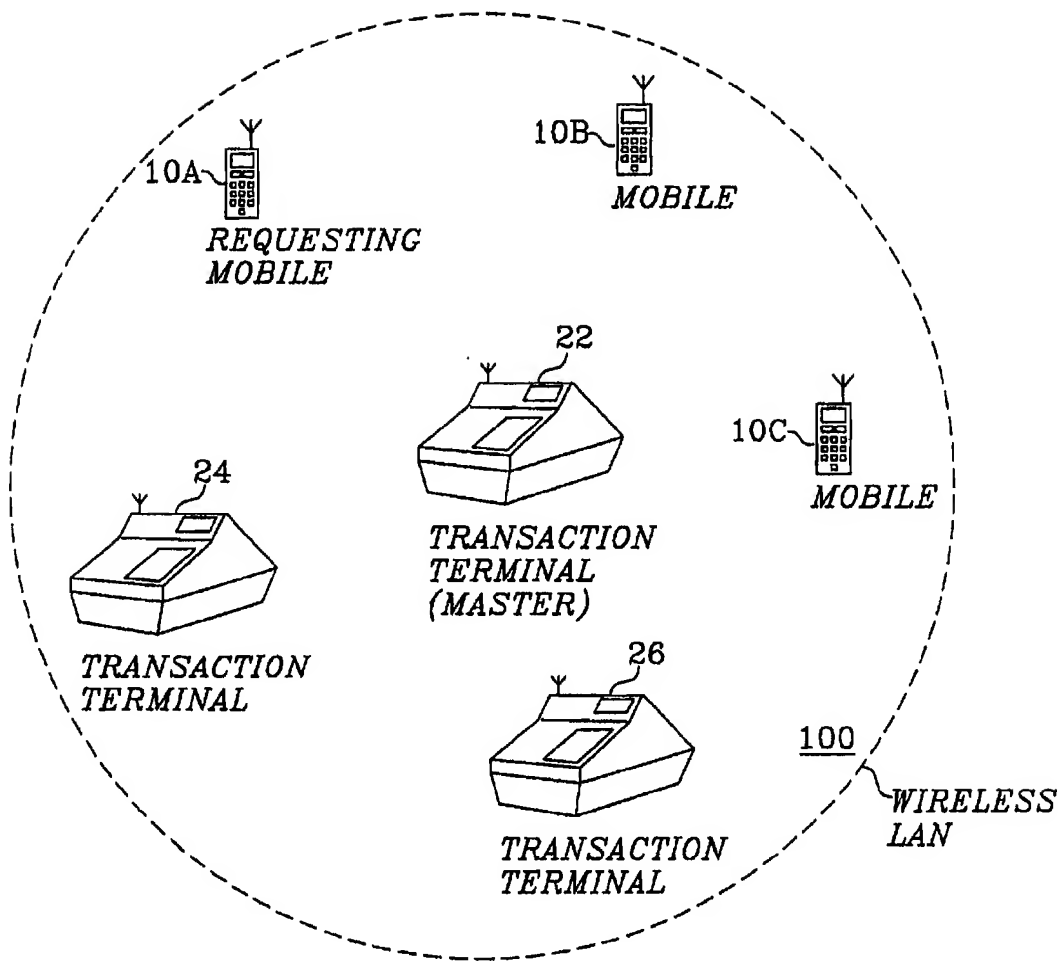 10A
REQUESTING
MOBILE
10B
MOBILE
22
TRANSACTION
TERMINAL
(MASTER)
10C
MOBILE
24
TRANSACTION
TERMINAL
26
TRANSACTION
TERMINAL
100
WIRELESS
LAN